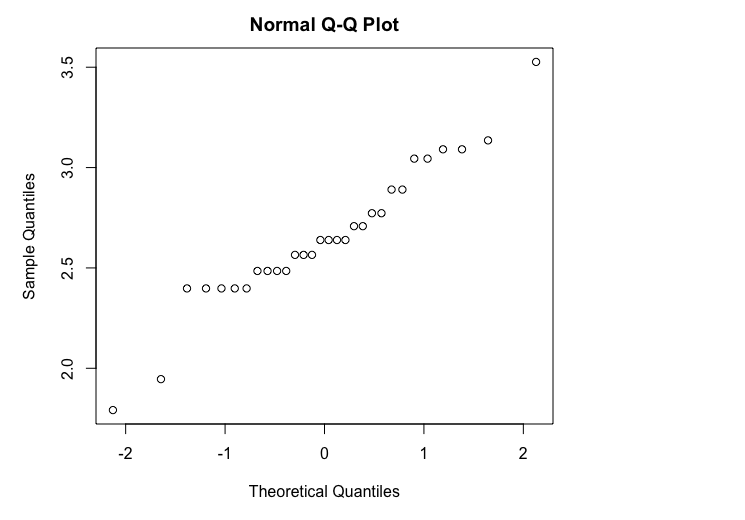 Normal Q-Q Plot
3.5
3.0
2.5
2.0
Sample Quantiles
-2 -1 0 1 2
Theoretical Quantiles